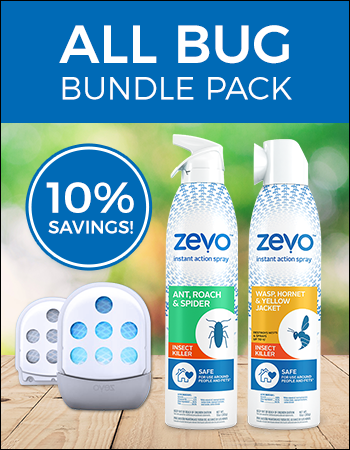 ALL BUG
BUNDLE PACK
10%
SAVINGS!
zevo
instant action spray
ANT, ROACH
& SPIDER
INSECT
KILLER
SAFE
FOR USE AROUND
PEOPLE AND PETS*
zevo
instant action spray
WASP, HORNET
& YELLOW
JACKET
INSECT
KILLER
SAFE
FOR USE AROUND
PEOPLE AND PETS*